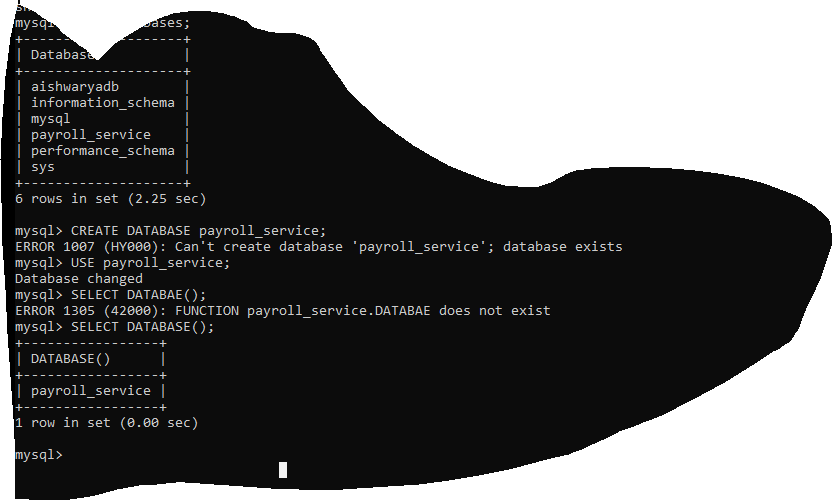 mysql bases;
+--------------------+
| Database |
+--------------------+
| aishwaryadb |
| information_schema |
| mysql |
| payroll_service |
| performance_schema |
| sys |
+--------------------+
6 rows in set (2.25 sec)
mysql> CREATE DATABASE payroll_service;
ERROR 1007 (HY000): Can't create database 'payroll_service'; database exists
mysql> USE payroll_service;
Database changed
mysql> SELECT DATABAE();
ERROR 1305 (42000): FUNCTION payroll_service.DATABAE does not exist
mysql> SELECT DATABASE();
+-----------------+
| DATABASE() |
+-----------------+
| payroll_service |
+-----------------+
1 row in set (0.00 sec)
mysql>